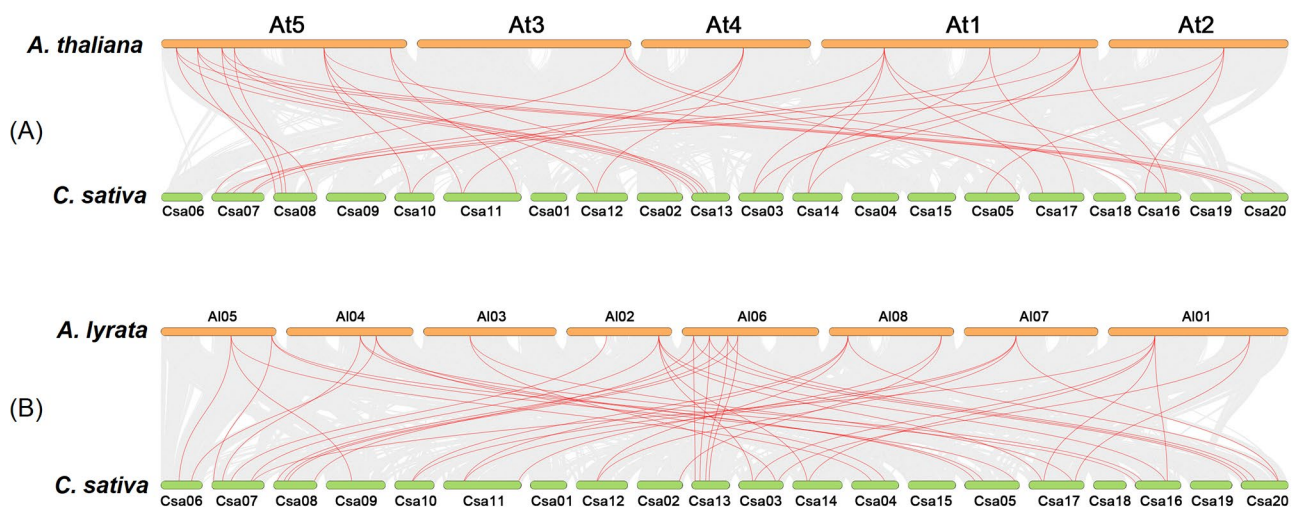 At5 At3 At4 At1 At2
A. thaliana
(A)
C. sativa
Csa06 Csa07 Csa08 Csa09 Csa10 Csa11 Csa01 Csa12 Csa02 Csa13 Csa03 Csa14 Csa04 Csa15 Csa05 Csa17 Csa18 Csa16 Csa19 Csa20
Al05 Al04 Al03 Al02 Al06 Al08 Al07 Al01
A. lyrata
(B)
C. sativa
Csa06 Csa07 Csa08 Csa09 Csa10 Csa11 Csa01 Csa12 Csa02 Csa13 Csa03 Csa14 Csa04 Csa15 Csa05 Csa17 Csa18 Csa16 Csa19 Csa20